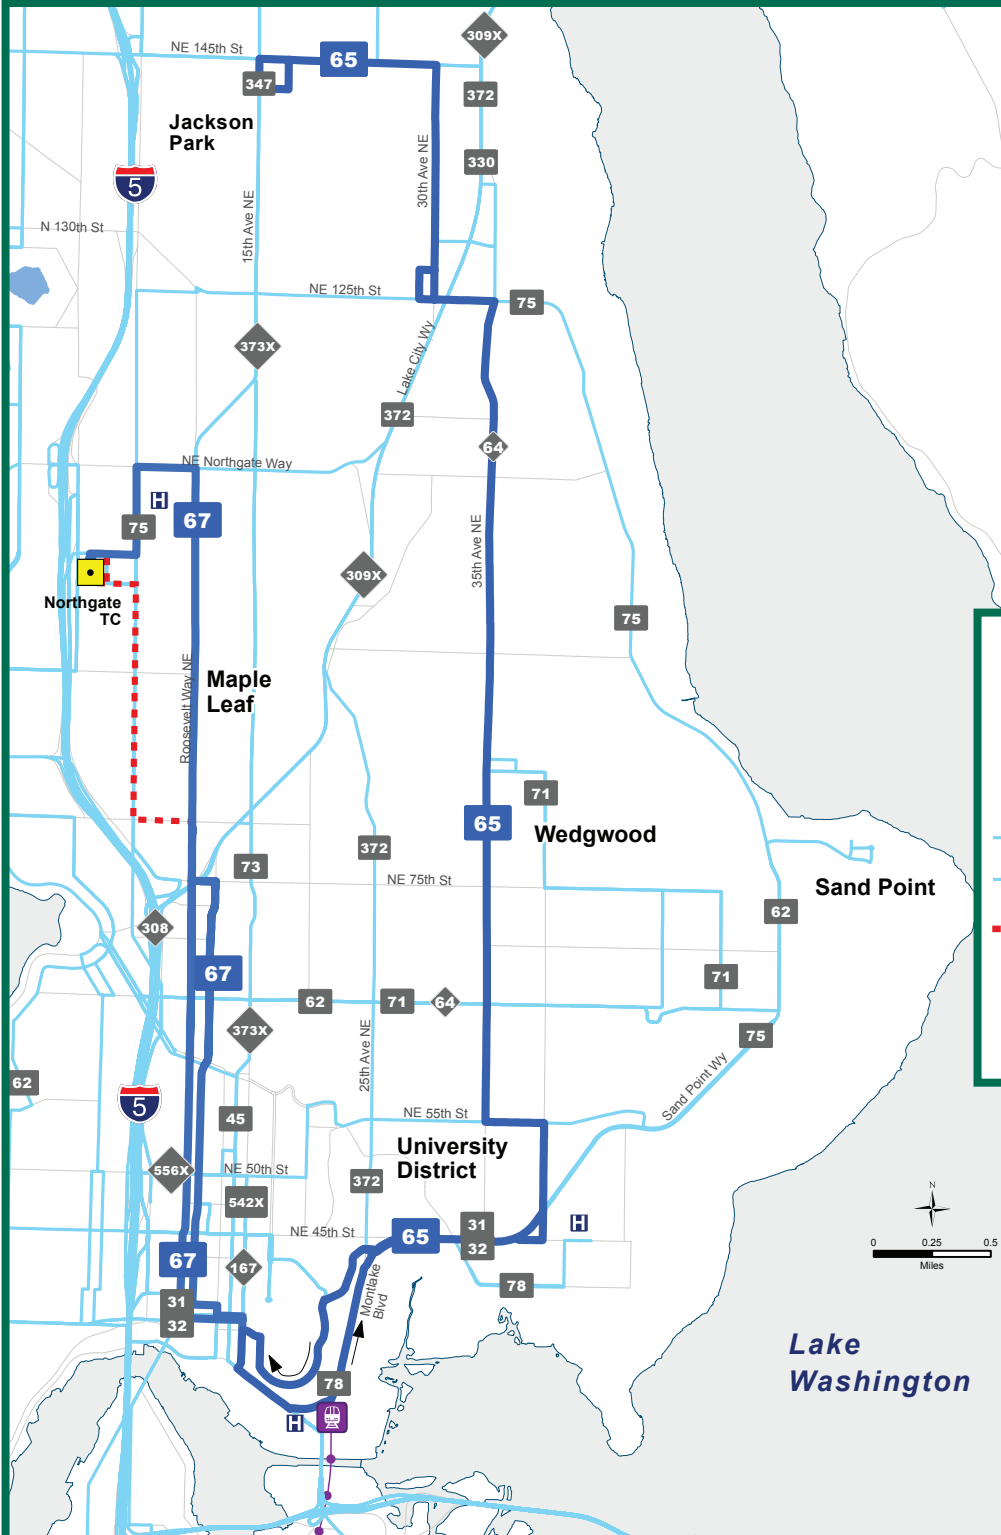 309X
NE 145th St
65
347
372
Jackson
Park
330
5
30th Ave NE
15th Ave NE
N 130th St
NE 125th St
75
373X
Lake City Wy
372
64
NE Northgate Way
H
67
75
35th Ave NE
309X
Northgate
TC
75
Roosevelt Way NE
Maple
Leaf
71
65
Wedgwood
372
73
NE 75th St
Sand Point
62
308
67
71
62
71
64
373X
75
25th Ave NE
62
Sand Point Wy
5
45
NE 55th St
University
District
556X
NE 50th St
372
542X
31
32
NE 45th St
65
H
N
0
0.25
0.5
Miles
67
167
78
31
32
Montlake
Blvd
Lake
Washington
78
H